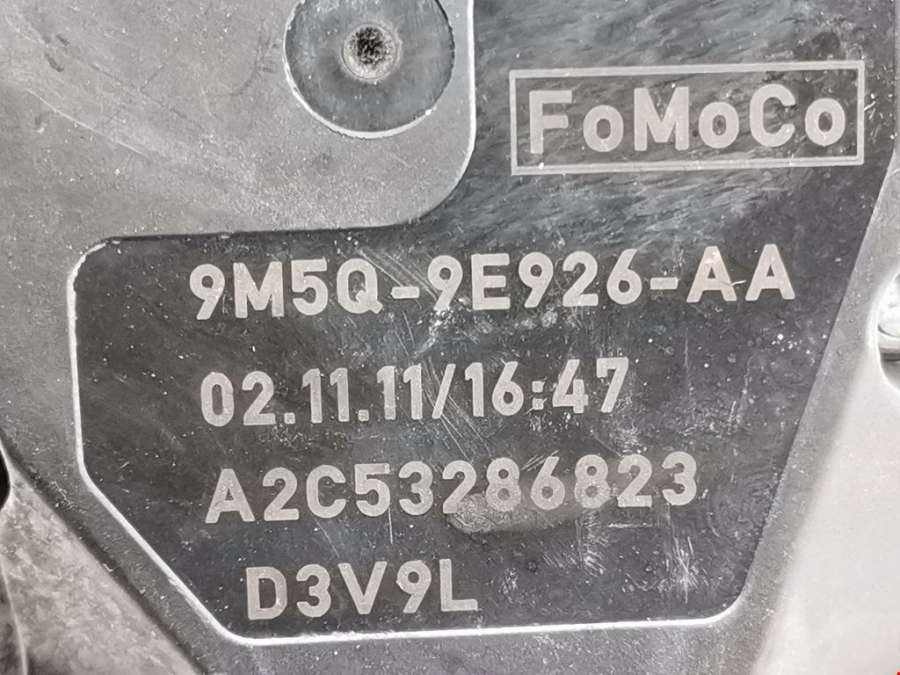 FoMoCo
9M5Q-9E926-AA
02.11.11/16:47
A2C53286823
D3V9L